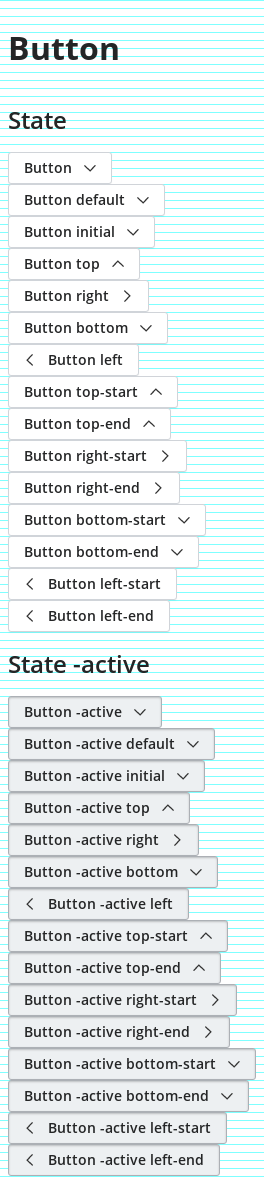 Button
State
Button
Button default
Button initial
Button top
Button right
Button bottom
Button left
Button top-start
Button top-end
Button right-start
Button right-end
Button bottom-start
Button bottom-end
Button left-start
Button left-end
State -active
Button -active
Button -active default
Button -active initial
Button -active top
Button -active right
Button -active bottom
Button -active left
Button -active top-start
Button -active top-end
Button -active right-start
Button -active right-end
Button -active bottom-start
Button -active bottom-end
Button -active left-start
Button -active left-end